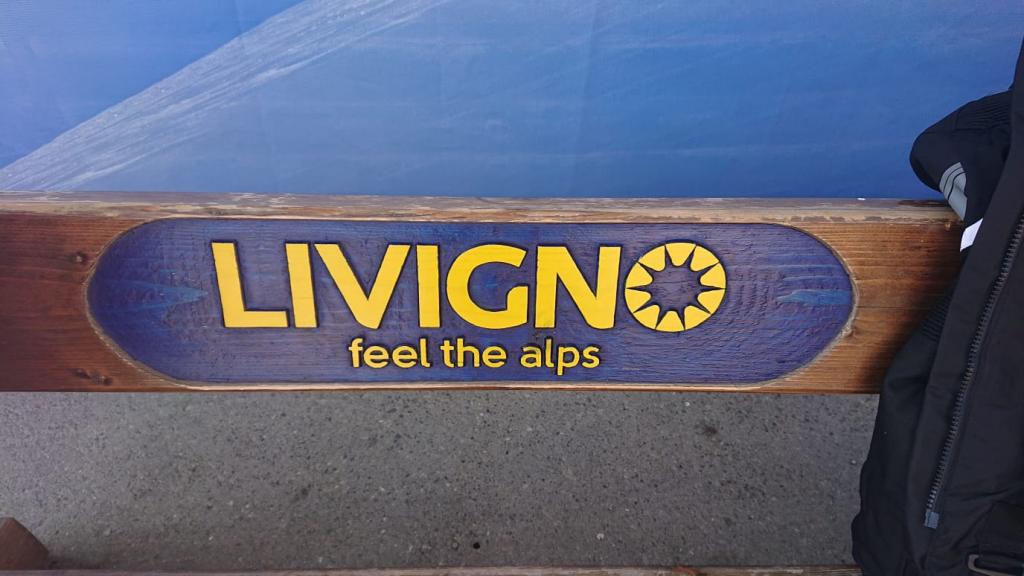 LIVIGNO
feel the alps